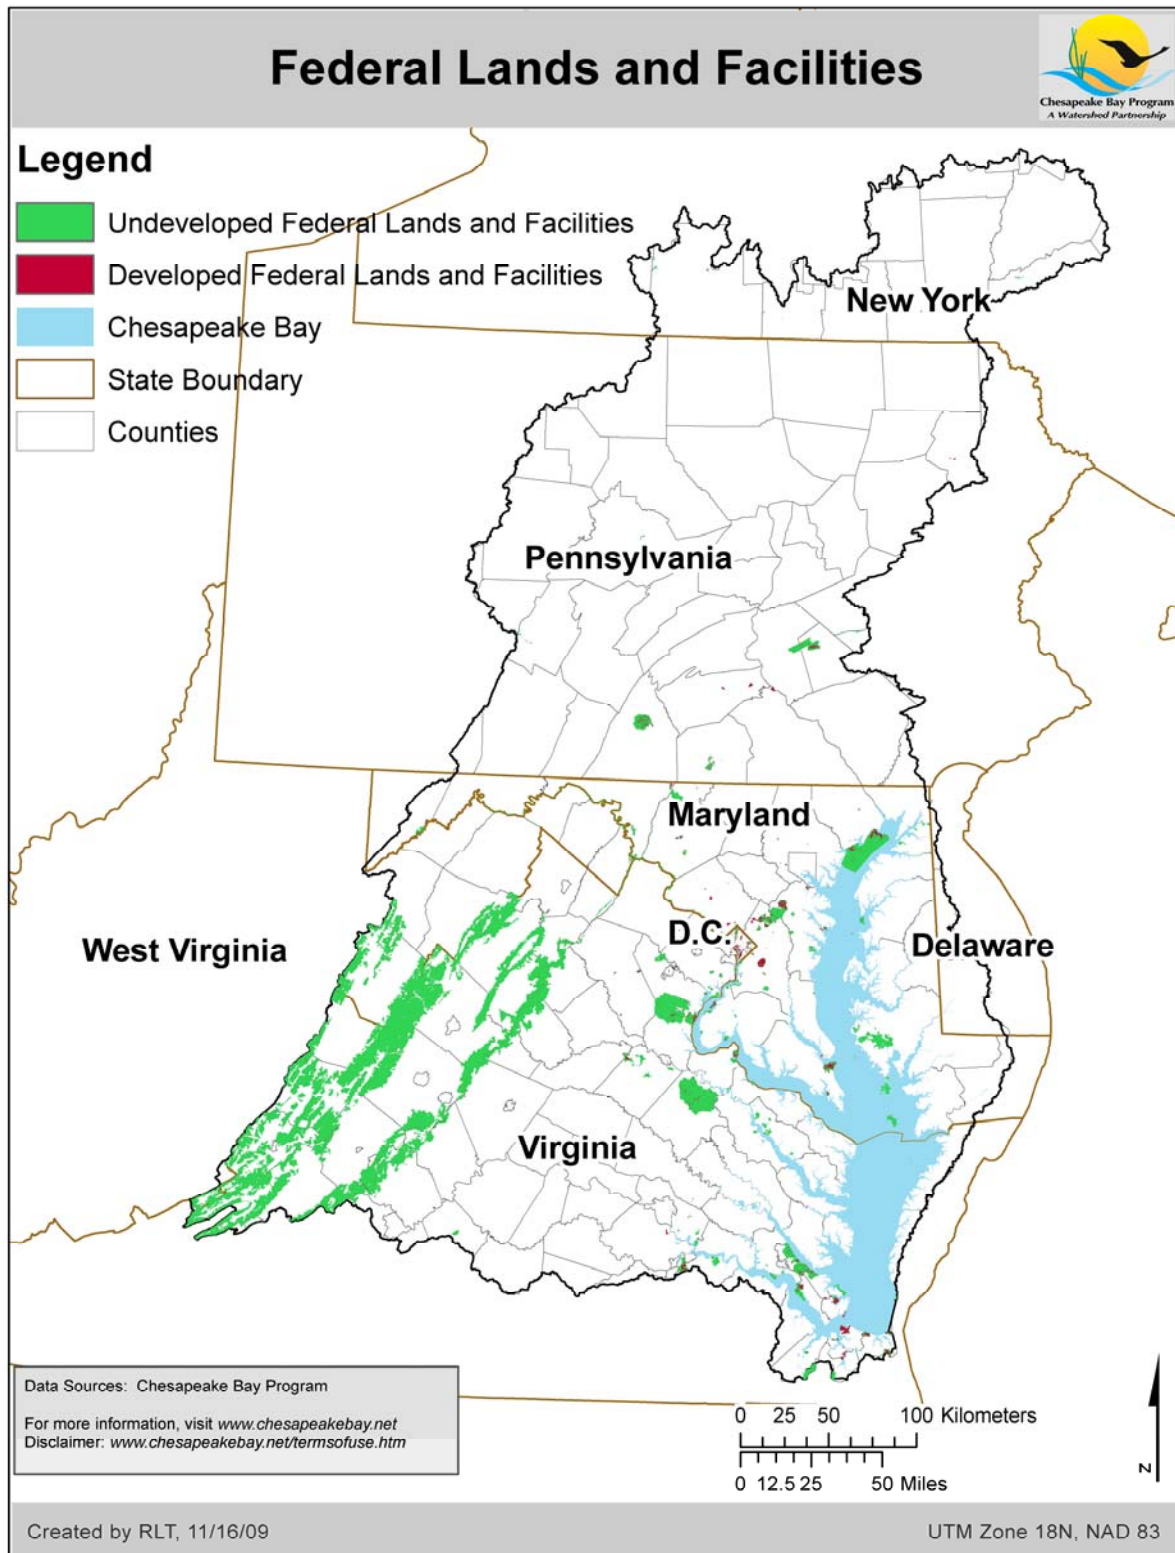 Federal Lands and Facilities
Chesapeake Bay Program
A Watershed Partnership
Legend
Undeveloped Federal Lands and Facilities
Developed Federal Lands and Facilities
Chesapeake Bay
State Boundary
Counties
New York
Pennsylvania
Maryland
D.C.
West Virginia
Delaware
Virginia
Data Sources: Chesapeake Bay Program
For more information, visit www.chesapeakebay.net
Disclaimer: www.chesapeakebay.net/termsofuse.htm
0 25 50 100 Kilometers
0 12.5 25 50 Miles
N
Created by RLT, 11/16/09
UTM Zone 18N, NAD 83